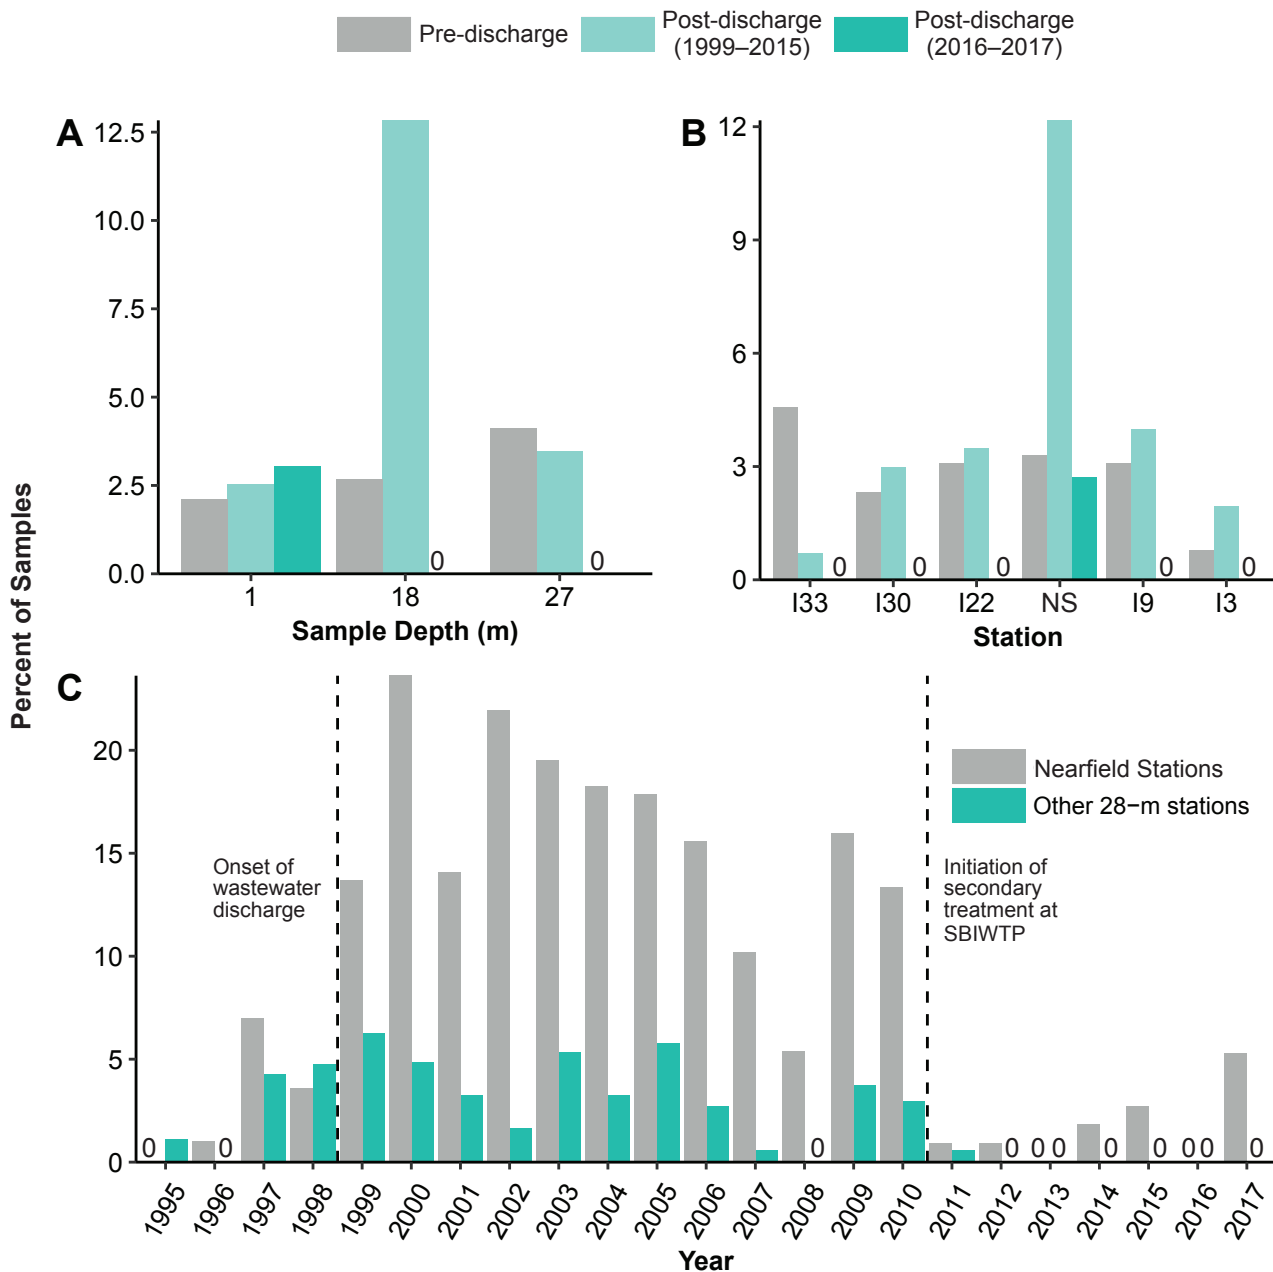 Pre-discharge
Post-discharge
(1999–2015)
Post-discharge
(2016–2017)
Percent of Samples
A
12.5
10.0
7.5
5.0
2.5
0.0
0
0
1
18
27
Sample Depth (m)
B
12
9
6
3
0
0
0
0
0
0
I33
I30
I22
NS
I9
I3
Station
C
20
15
10
5
0
Onset of
wastewater
discharge
Nearfield Stations
Other 28−m stations
Initiation of
secondary
treatment at
SBIWTP
0
0
0
0
0
0
0
0
0
0
0
1995
1996
1997
1998
1999
2000
2001
2002
2003
2004
2005
2006
2007
2008
2009
2010
2011
2012
2013
2014
2015
2016
2017
Year